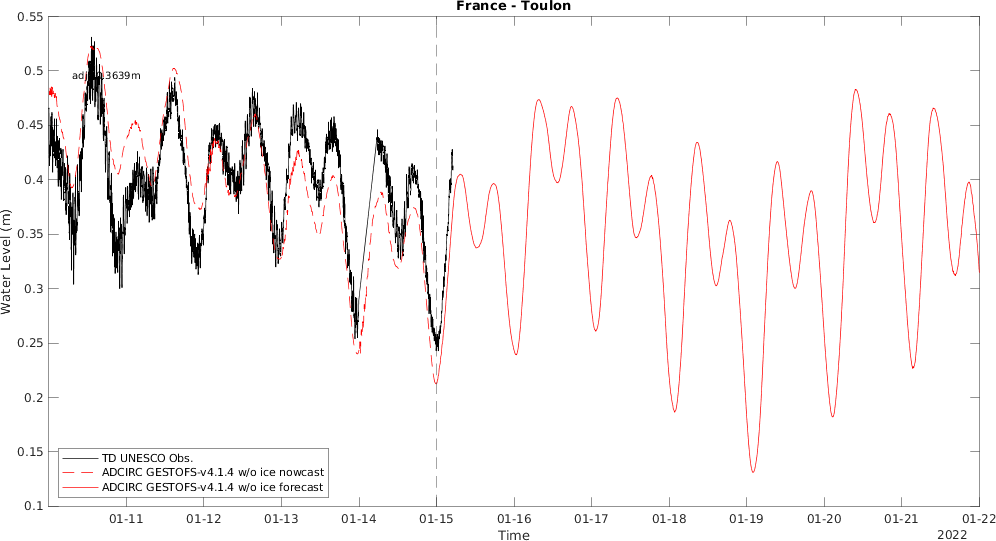 France - Toulon
0.55
0.5
0.45
0.4
0.35
0.3
0.25
0.2
0.15
0.1
Water Level (m)
3639m
TD UNESCO Obs.
ADCIRC GESTOFS-v4.1.4 w/o ice nowcast
ADCIRC GESTOFS-v4.1.4 w/o ice forecast
01-11 01-12 01-13 01-14 01-15 01-16 01-17 01-18 01-19 01-20 01-21 01-22
Time
2022